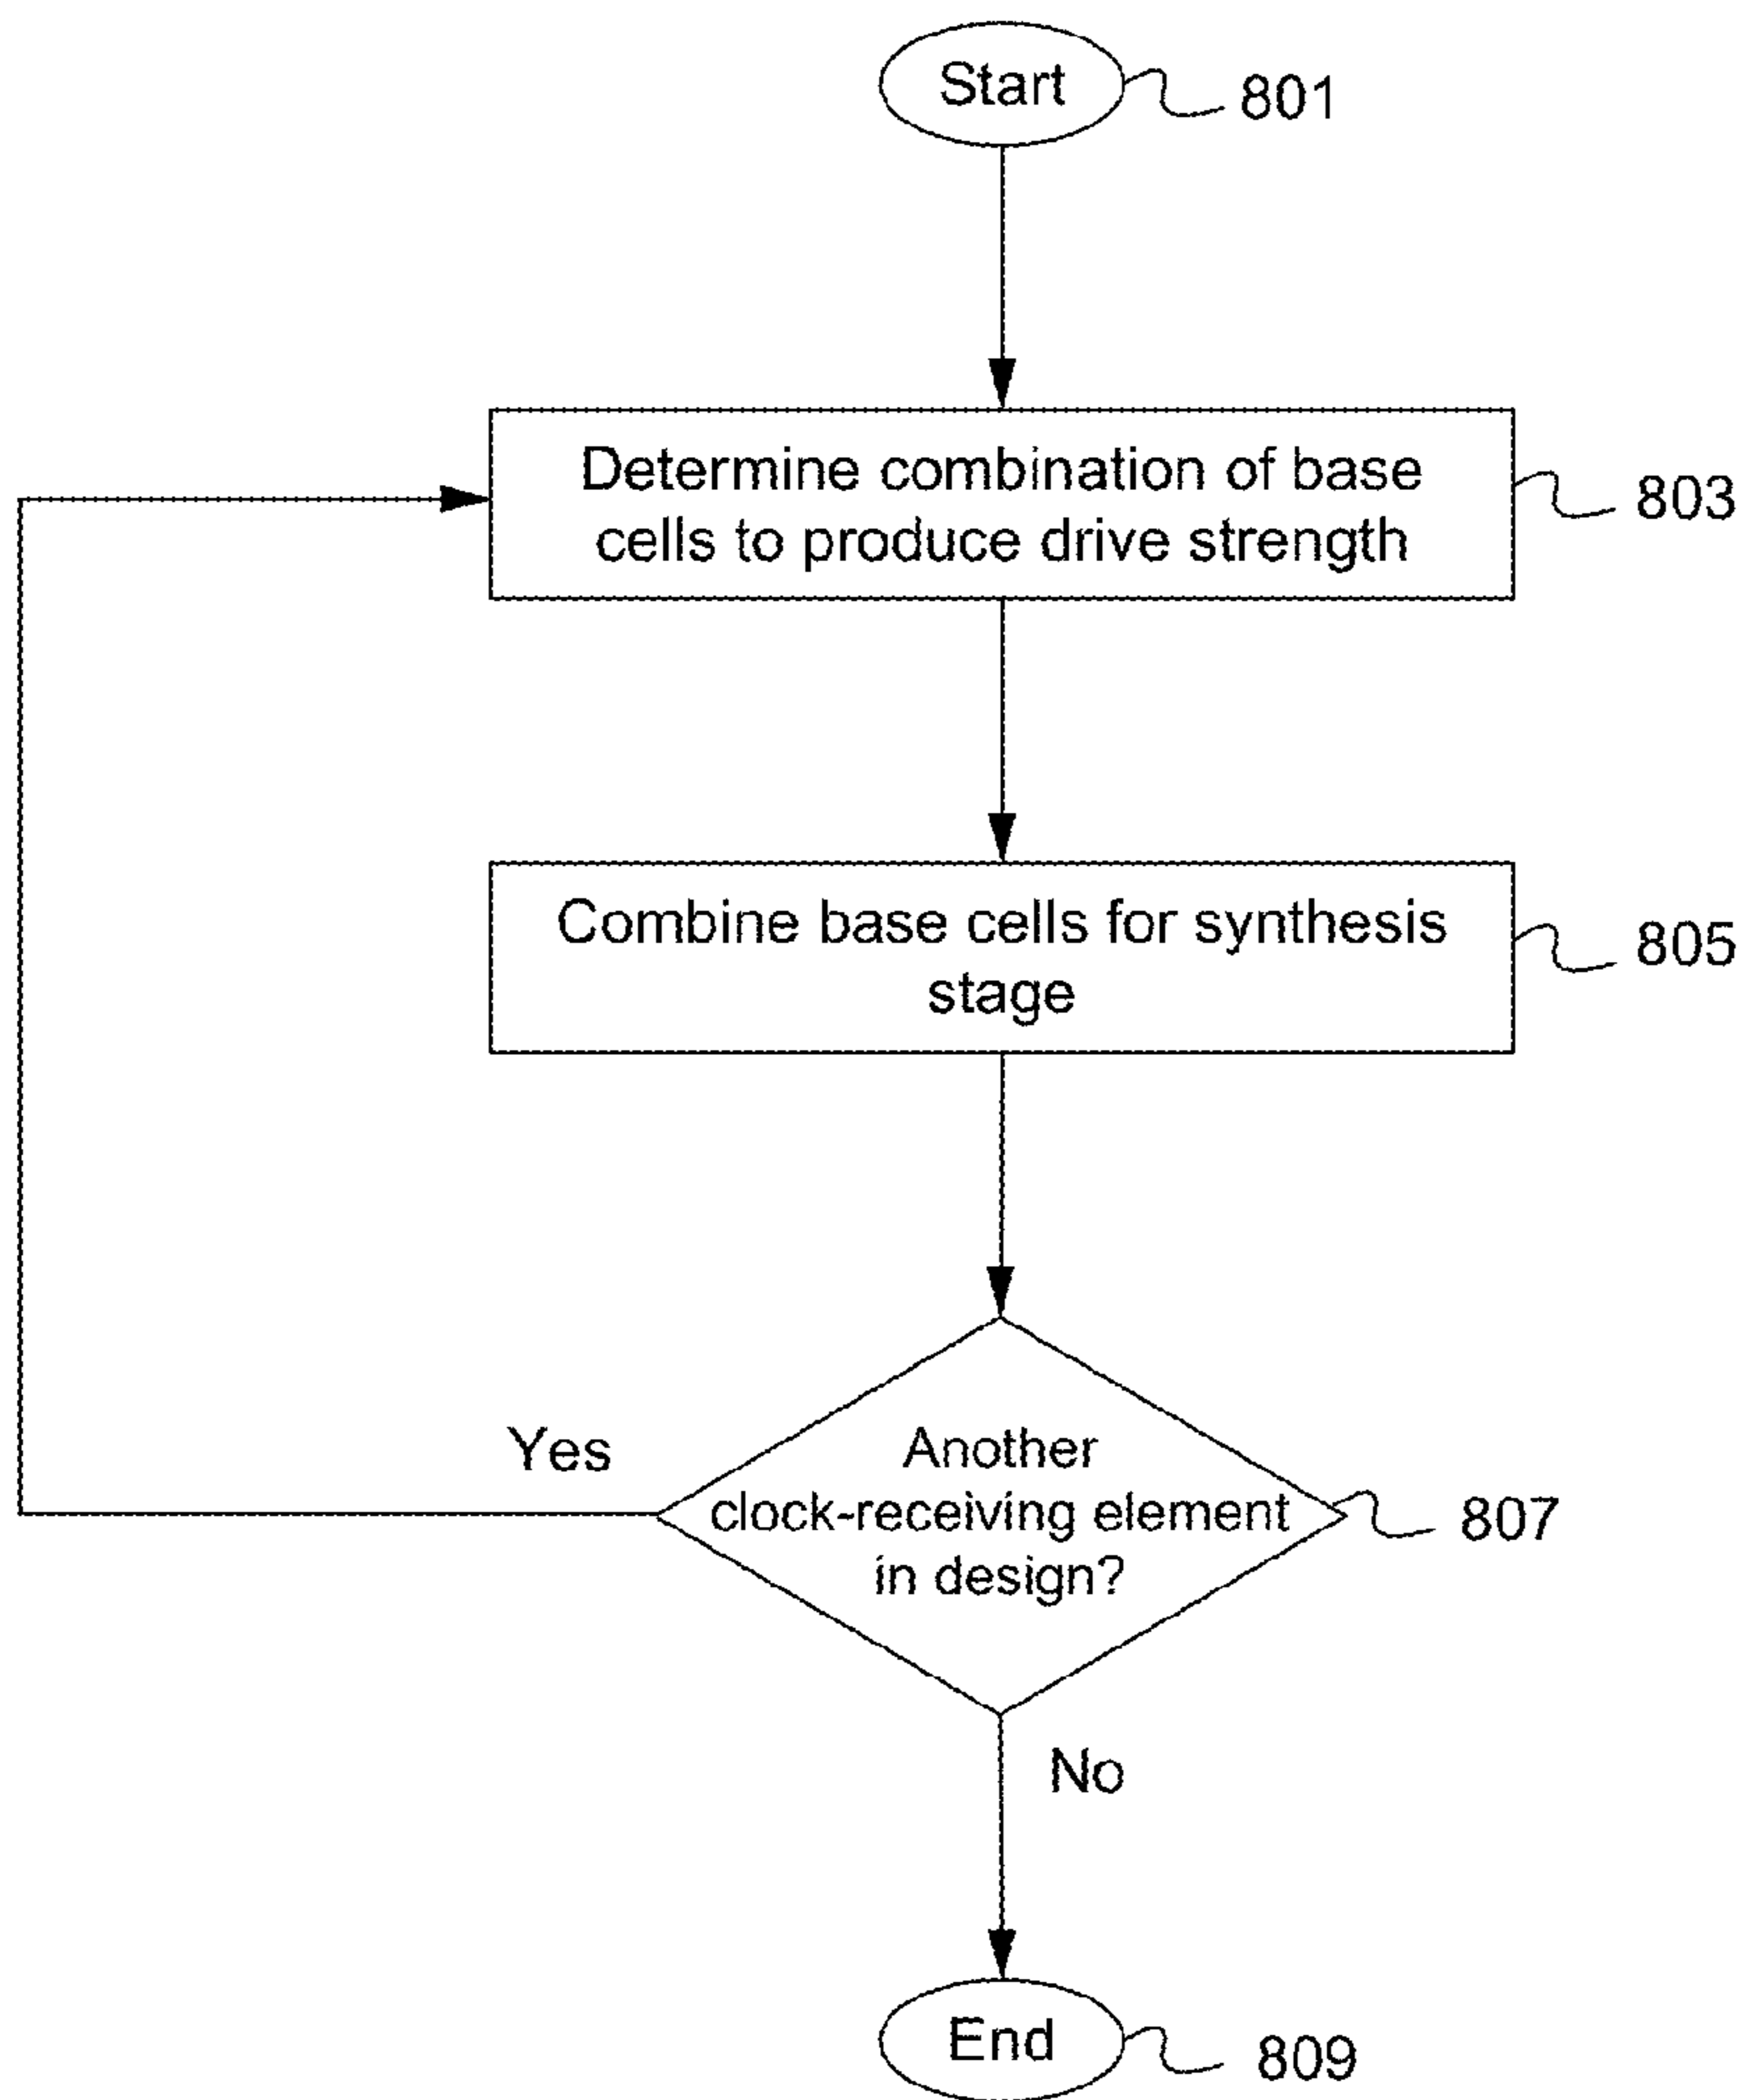 Start
801
Determine combination of base
cells to produce drive strength
803
Combine base cells for synthesis
stage
805
Yes
Another
clock-receiving element
in design?
807
No
End
809